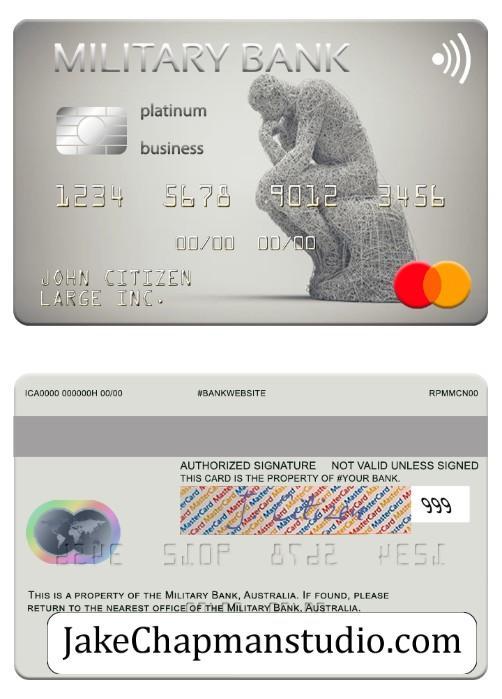 MILITARY BANK
platinum
business
1234 5678 9012 3456
00/00 00/00
JOHN CITIZEN
LARGE INC.
ICA0000 000000H 00/00 #BANKWEBSITE RPMMCN00
AUTHORIZED SIGNATURE NOT VALID UNLESS SIGNED
THIS CARD IS THE PROPERTY OF #YOUR BANK.
999
THIS IS A PROPERTY OF THE MILITARY BANK, AUSTRALIA. IF FOUND, PLEASE
RETURN TO THE NEAREST OFFICE OF THE MILITARY BANK, AUSTRALIA.
JakeChapmanstudio.com